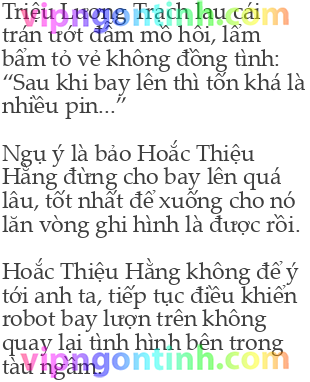 Triệu Lương Trạch lau cái
trán ướt đẫm mồ hôi, lẩm
bẩm tỏ vẻ không đồng tình:
“Sau khi bay lên thì tốn khá là
nhiều pin...”
Ngụ ý là bảo Hoắc Thiệu
Hằng đừng cho bay lên quá
lâu, tốt nhất để xuống cho nó
lăn vòng ghi hình là được rồi.
Hoắc Thiệu Hằng không để ý
tới anh ta, tiếp tục điều khiển
robot bay lượn trên không
quay lại tình hình bên trong
tàu ngầm.
vipngontinh.com
vipngontinh.com